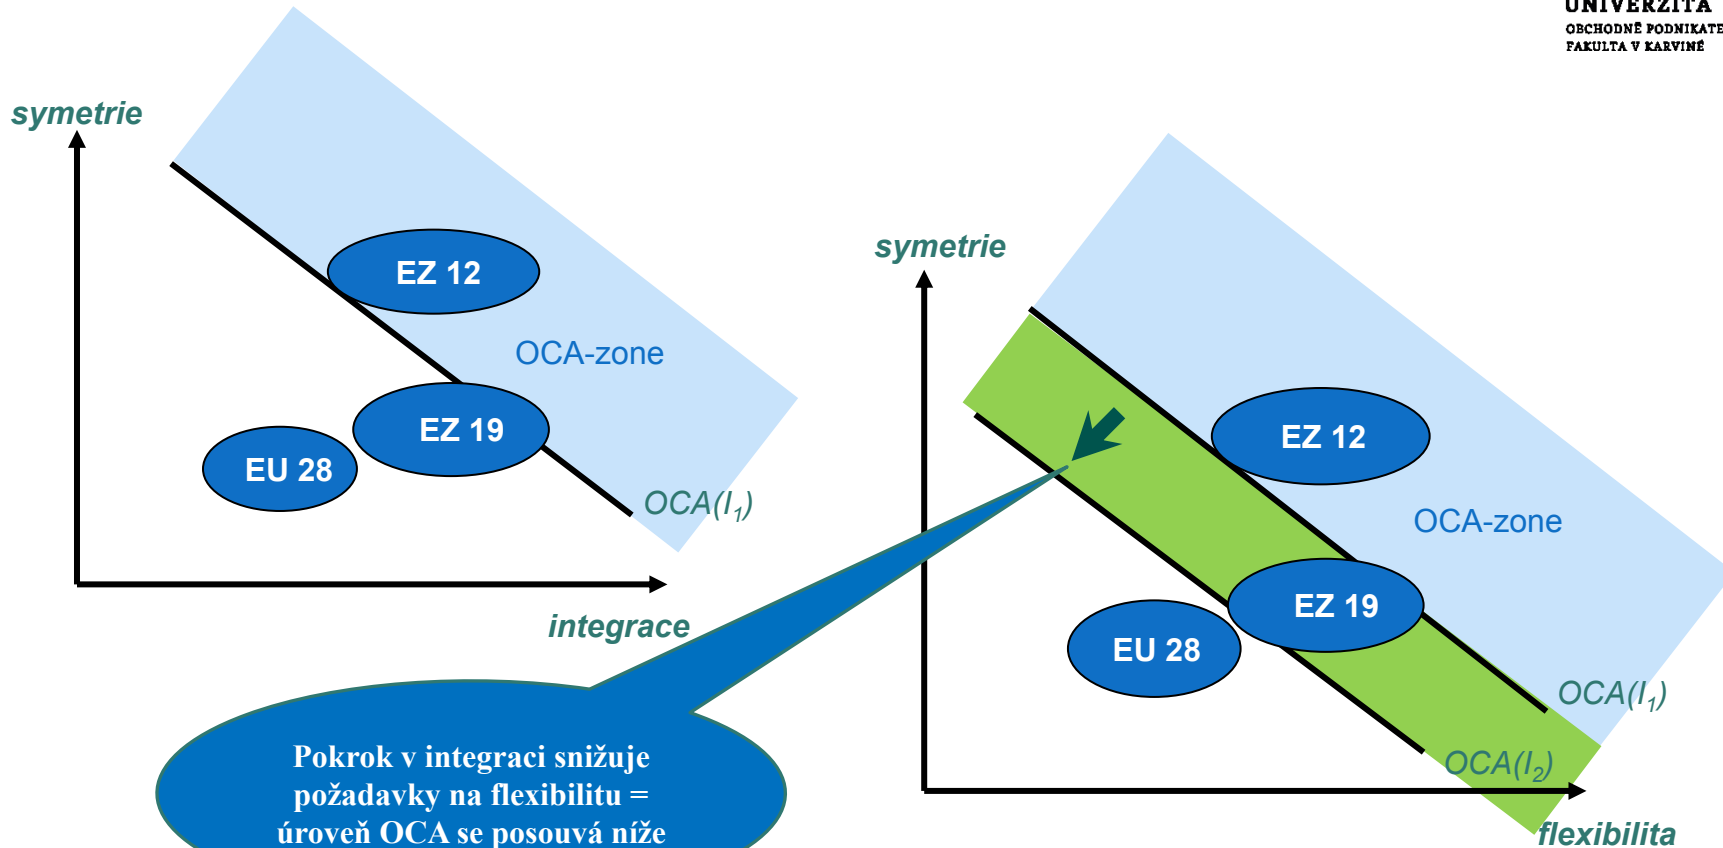 UNIVERZITA
OBCHODNĚ PODNIKATE
FAKULTA V KARVINÉ
symetrie
EZ 12
OCA-zone
EZ 19
EU 28
OCA(I₁)
integrace
symetrie
EZ 12
OCA-zone
EZ 19
EU 28
OCA(I₁)
OCA(I₂)
flexibilita
Pokrok v integraci snižuje
požadavky na flexibilitu =
úroveň OCA se posouvá níže